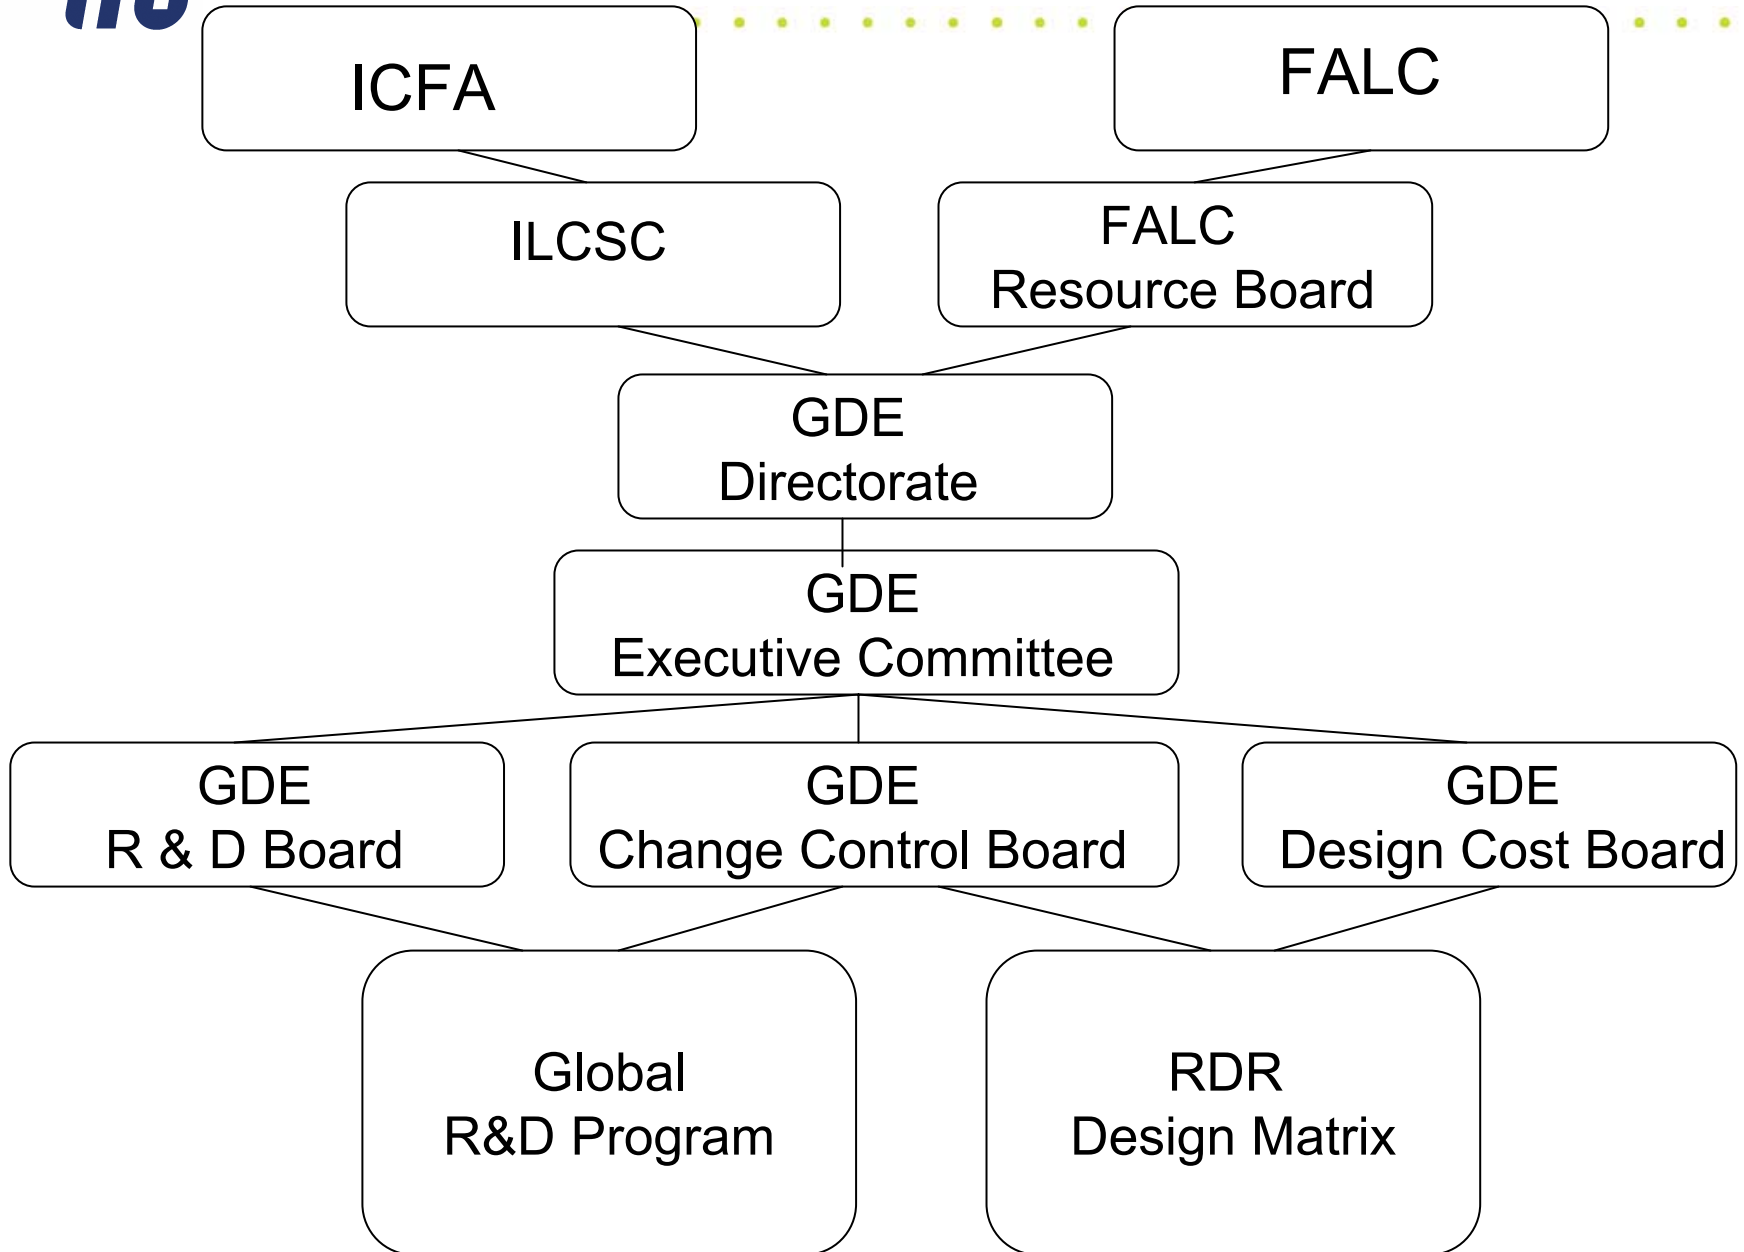 ICFA
FALC
ILCSC
FALC
Resource Board
GDE
Directorate
GDE
Executive Committee
GDE
R & D Board
GDE
Change Control Board
GDE
Design Cost Board
Global
R&D Program
RDR
Design Matrix